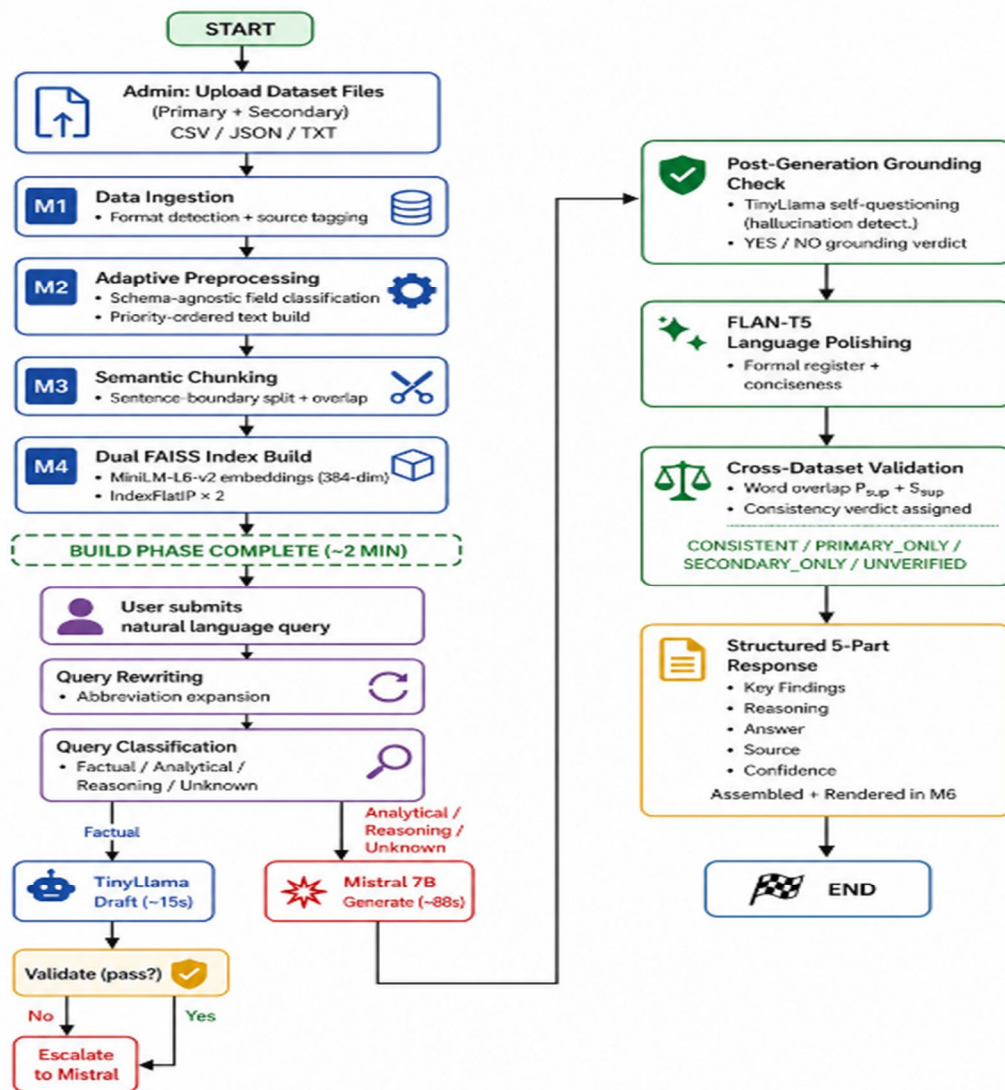 START
Admin: Upload Dataset Files
(Primary + Secondary)
CSV / JSON / TXT
M1
Data Ingestion
• Format detection + source tagging
M2
Adaptive Preprocessing
• Schema-agnostic field classification
• Priority-ordered text build
M3
Semantic Chunking
• Sentence-boundary split + overlap
M4
Dual FAISS Index Build
• MiniLM-L6-v2 embeddings (384-dim)
• IndexFlatIP × 2
BUILD PHASE COMPLETE (~2 MIN)
User submits
natural language query
Query Rewriting
• Abbreviation expansion
Query Classification
• Factual / Analytical /
Reasoning / Unknown
Factual
Analytical /
Reasoning /
Unknown
TinyLlama
Draft (~15s)
Mistral 7B
Generate (~88s)
Validate (pass?)
No
Yes
Escalate
to Mistral
Post-Generation Grounding
Check
• TinyLlama self-questioning
(hallucination detect.)
• YES / NO grounding verdict
FLAN-T5
Language Polishing
• Formal register +
conciseness
Cross-Dataset Validation
• Word overlap Psup + Ssup
• Consistency verdict assigned
CONSISTENT / PRIMARY_ONLY /
SECONDARY_ONLY / UNVERIFIED
Structured 5-Part
Response
• Key Findings
• Reasoning
• Answer
• Source
• Confidence
Assembled + Rendered in M6
END